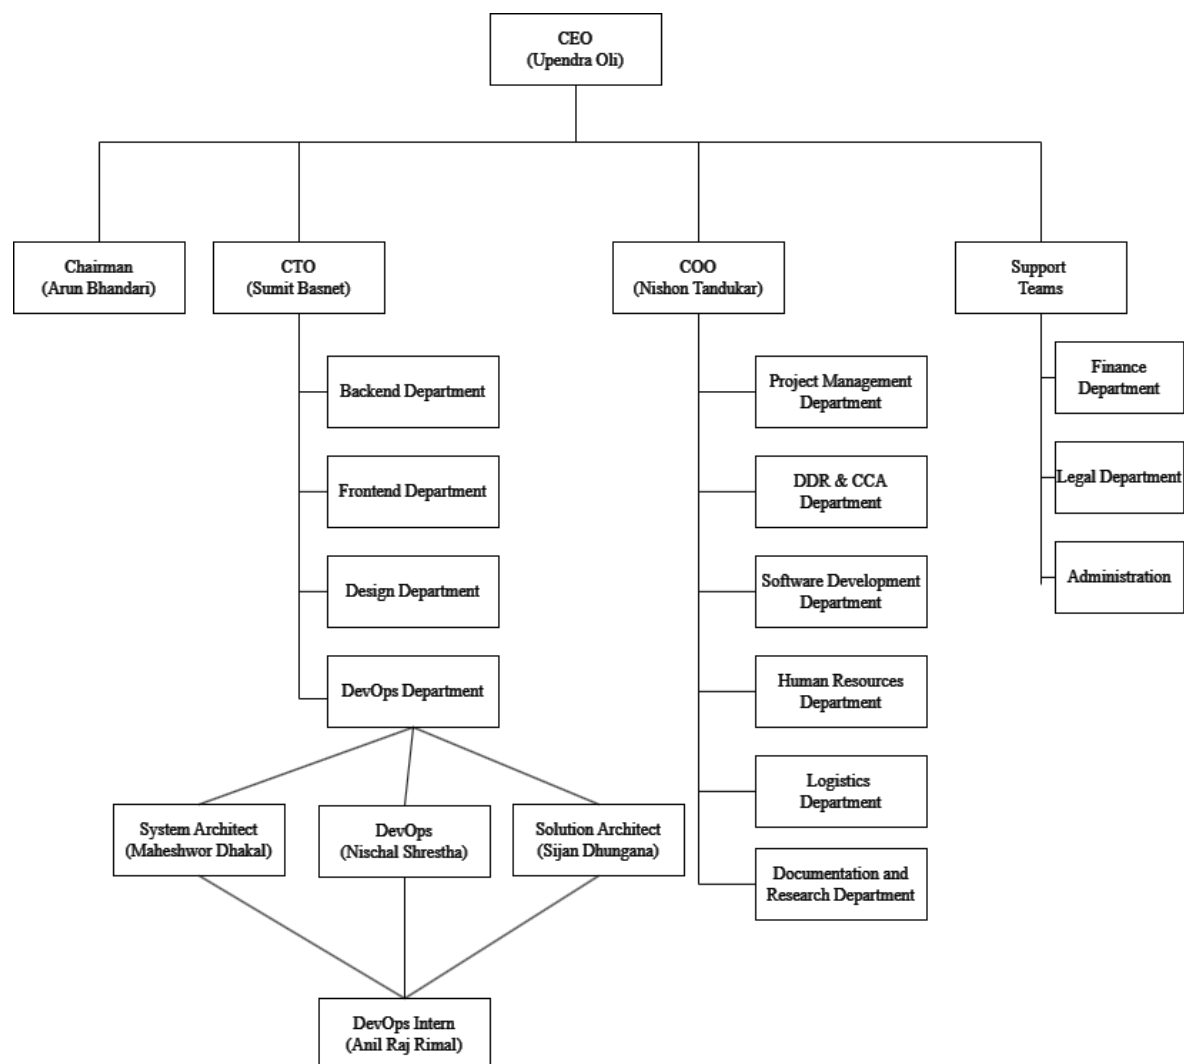 CEO
(Upendra Oli)
Chairman
(Arun Bhandari)
CTO
(Sumit Basnet)
COO
(Nishon Tandukar)
Support
Teams
Backend Department
Frontend Department
Design Department
DevOps Department
System Architect
(Maheshwor Dhakal)
DevOps
(Nischal Shrestha)
Solution Architect
(Sijan Dhungana)
DevOps Intern
(Anil Raj Rimal)
Project Management
Department
DDR & CCA
Department
Software Development
Department
Human Resources
Department
Logistics
Department
Documentation and
Research Department
Finance
Department
Legal Department
Administration